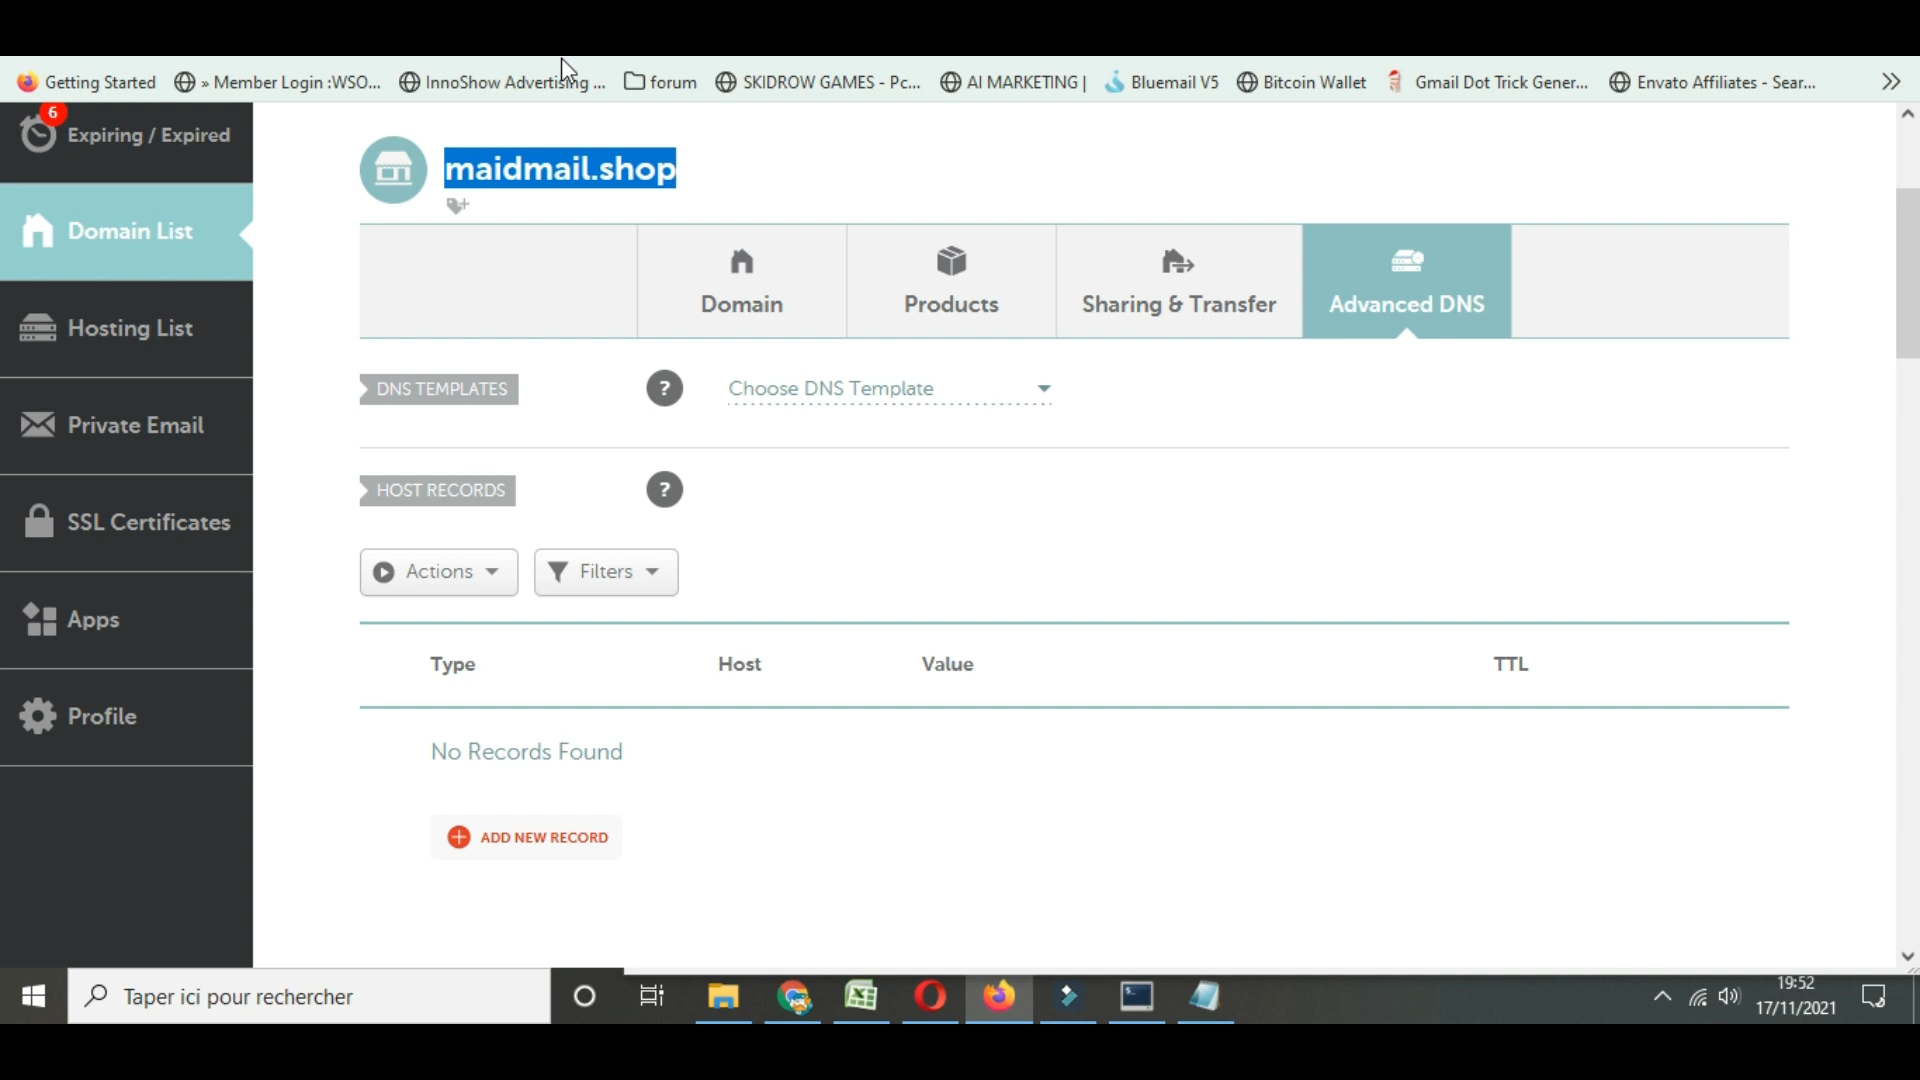 Getting Started
» Member Login :WSO...
InnoShow Advertising ...
forum
SKIDROW GAMES - Pc...
AI MARKETING |
Bluemail V5
Bitcoin Wallet
Gmail Dot Trick Gener...
Envato Affiliates - Sear...
6
Expiring / Expired
Domain List
Hosting List
Private Email
SSL Certificates
Apps
Profile
maidmail.shop
Domain
Products
Sharing & Transfer
Advanced DNS
DNS TEMPLATES
?
Choose DNS Template
HOST RECORDS
?
Actions
Filters
Type Host Value TTL
No Records Found
ADD NEW RECORD
Taper ici pour rechercher
19:52
17/11/2021